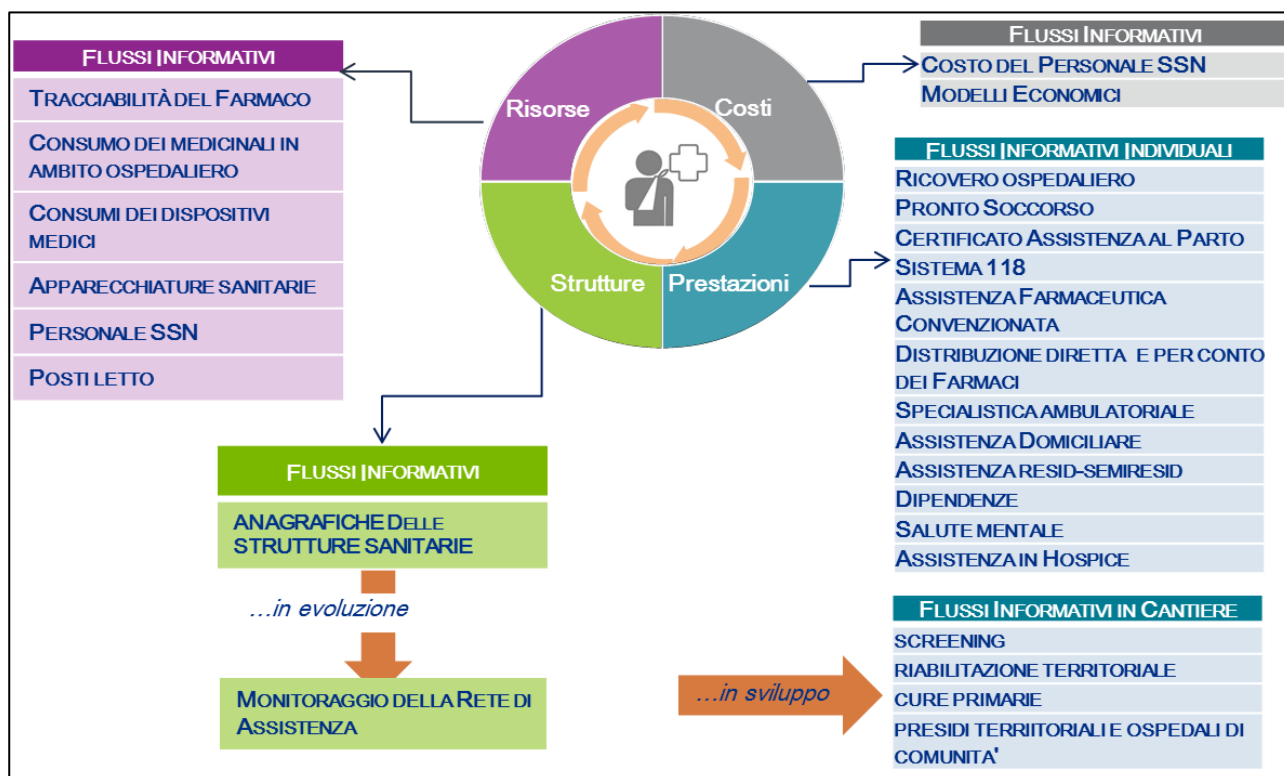 FLUSSI INFORMATIVI
TRACCIABILITÀ DEL FARMACO
CONSUMO DEI MEDICINALI IN
AMBITO OSPEDALIERO
CONSUMI DEI DISPOSITIVI
MEDICI
APPARECCHIATURE SANITARIE
PERSONALE SSN
POSTI LETTO
Risorse
Costi
Strutture
Prestazioni
FLUSSI INFORMATIVI
COSTO DEL PERSONALE SSN
MODELLI ECONOMICI
FLUSSI INFORMATIVI INDIVIDUALI
RICOVERO OSPEDALIERO
PRONTO SOCCORSO
CERTIFICATO ASSISTENZA AL PARTO
SISTEMA 118
ASSISTENZA FARMACEUTICA
CONVENZIONATA
DISTRIBUZIONE DIRETTA E PER CONTO
DEI FARMACI
SPECIALISTICA AMBULATORIALE
ASSISTENZA DOMICILIARE
ASSISTENZA RESID-SEMIRESID
DIPENDENZE
SALUTE MENTALE
ASSISTENZA IN HOSPICE
FLUSSI INFORMATIVI
ANAGRAFICHE DELLE
STRUTTURE SANITARIE
...in evoluzione
MONITORAGGIO DELLA RETE DI
ASSISTENZA
...in sviluppo
FLUSSI INFORMATIVI IN CANTIERE
SCREENING
RIABILITAZIONE TERRITORIALE
CURE PRIMARIE
PRESIDI TERRIITORIALI E OSPEDALI DI
COMUNITA'